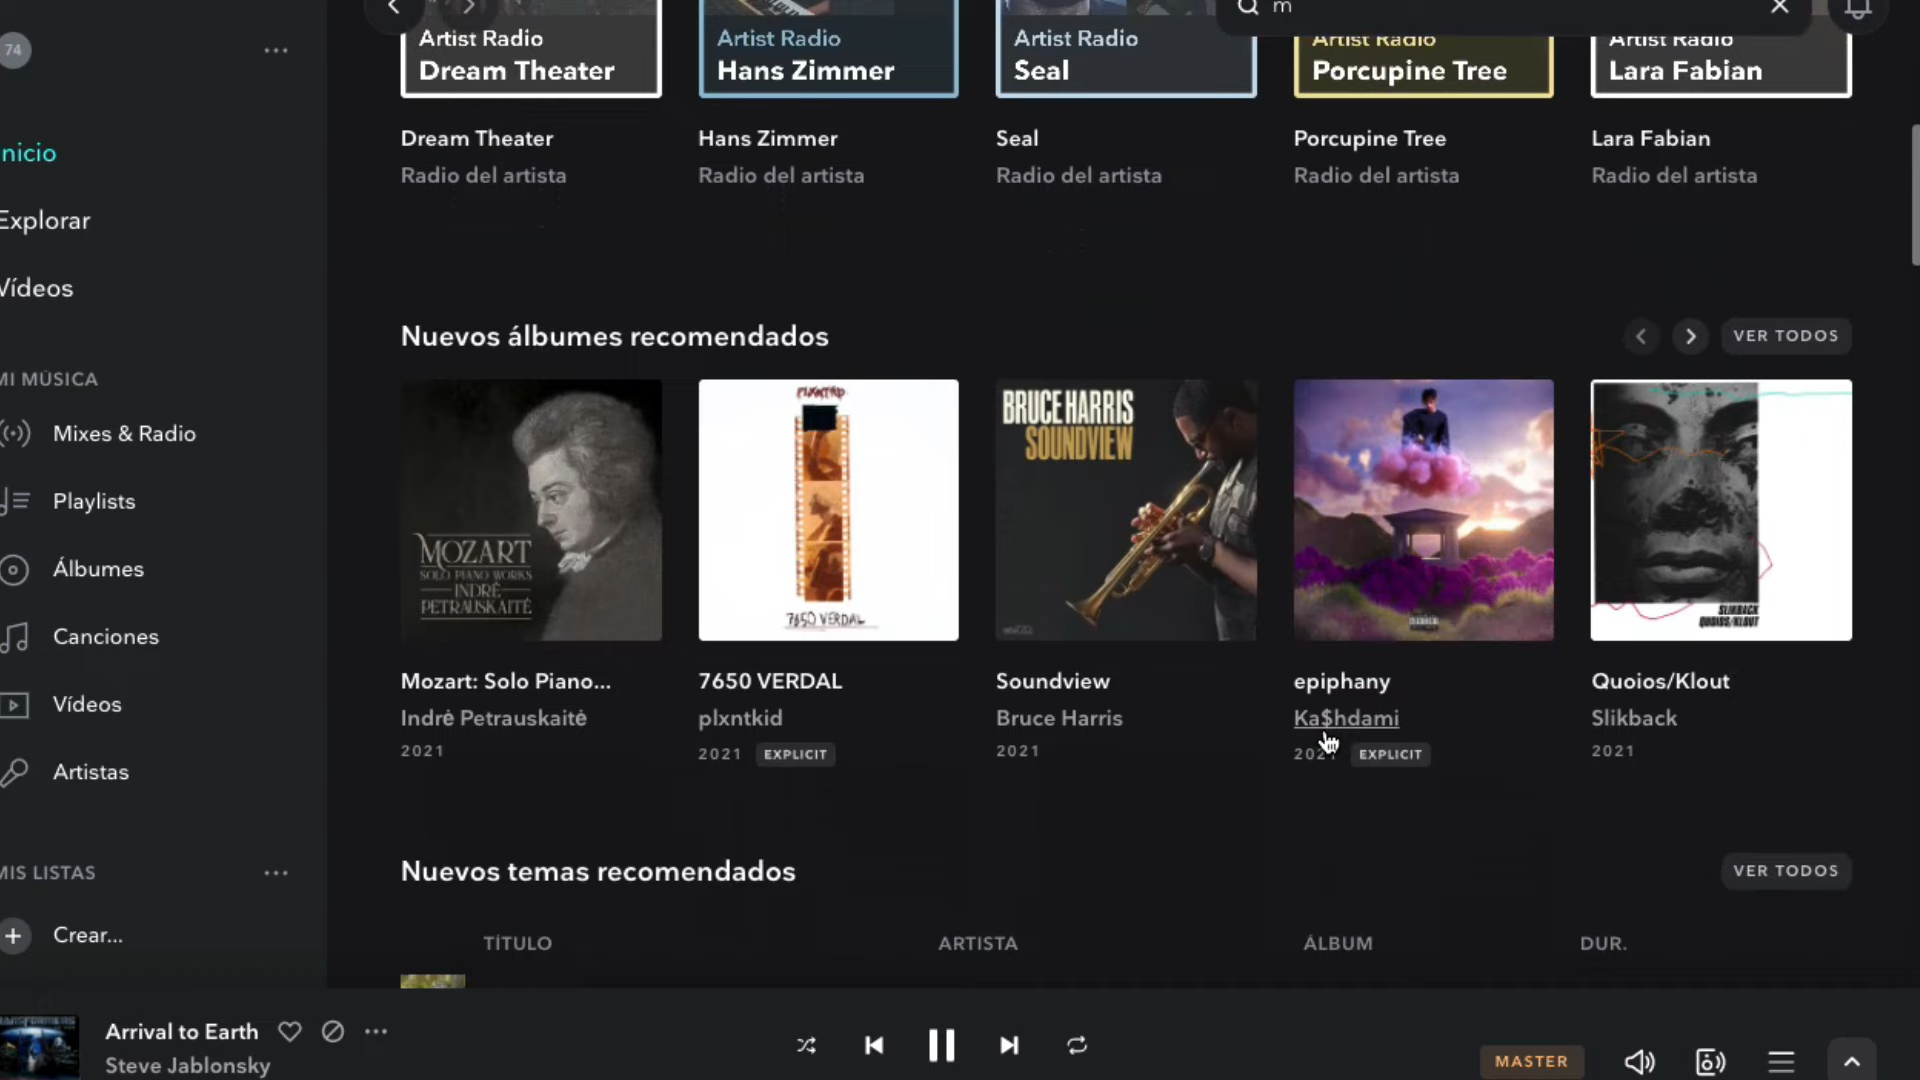 m
74
Artist Radio
Dream Theater
Artist Radio
Hans Zimmer
Artist Radio
Seal
Artist Radio
Porcupine Tree
Artist Radio
Lara Fabian
Dream Theater
Radio del artista
Hans Zimmer
Radio del artista
Seal
Radio del artista
Porcupine Tree
Radio del artista
Lara Fabian
Radio del artista
nicio
Explorar
Vídeos
MI MÚSICA
Mixes & Radio
Playlists
Álbumes
Canciones
Vídeos
Artistas
MIS LISTAS
Crear...
Nuevos álbumes recomendados
VER TODOS
MOZART
SOLO PIANO WORKS
INDRĖ
PETRAUSKAITĖ
7650 VERDAL
BRUCE HARRIS
SOUNDVIEW
SLIKBACK
QUOIOS/KLOUT
Mozart: Solo Piano...
Indrė Petrauskaitė
2021
7650 VERDAL
plxntkid
2021 EXPLICIT
Soundview
Bruce Harris
2021
epiphany
Ka$hdami
2021 EXPLICIT
Quoios/Klout
Slikback
2021
Nuevos temas recomendados
VER TODOS
TÍTULO ARTISTA ÁLBUM DUR.
Arrival to Earth
Steve Jablonsky
MASTER